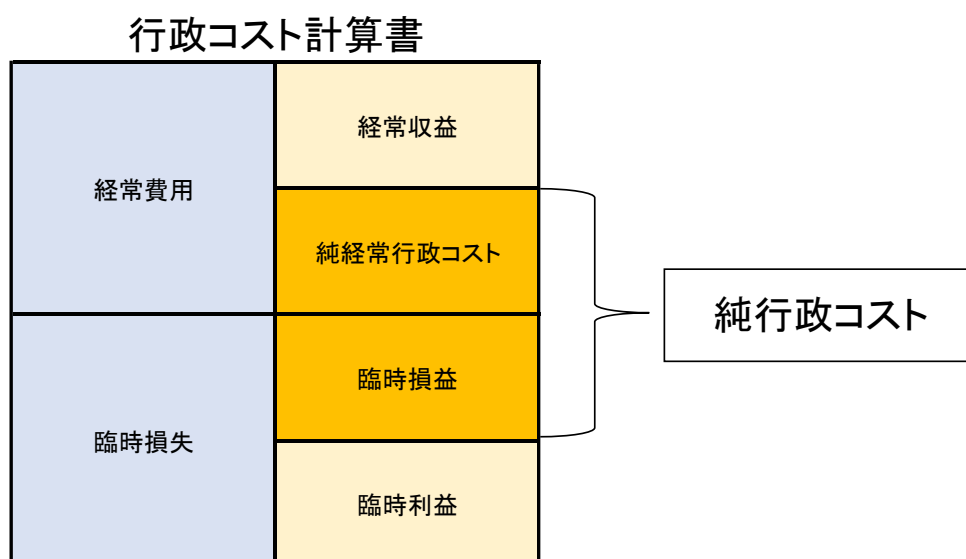 行政コスト計算書
経常費用
経常収益
純経常行政コスト
純行政コスト
臨時損失
臨時損益
臨時利益